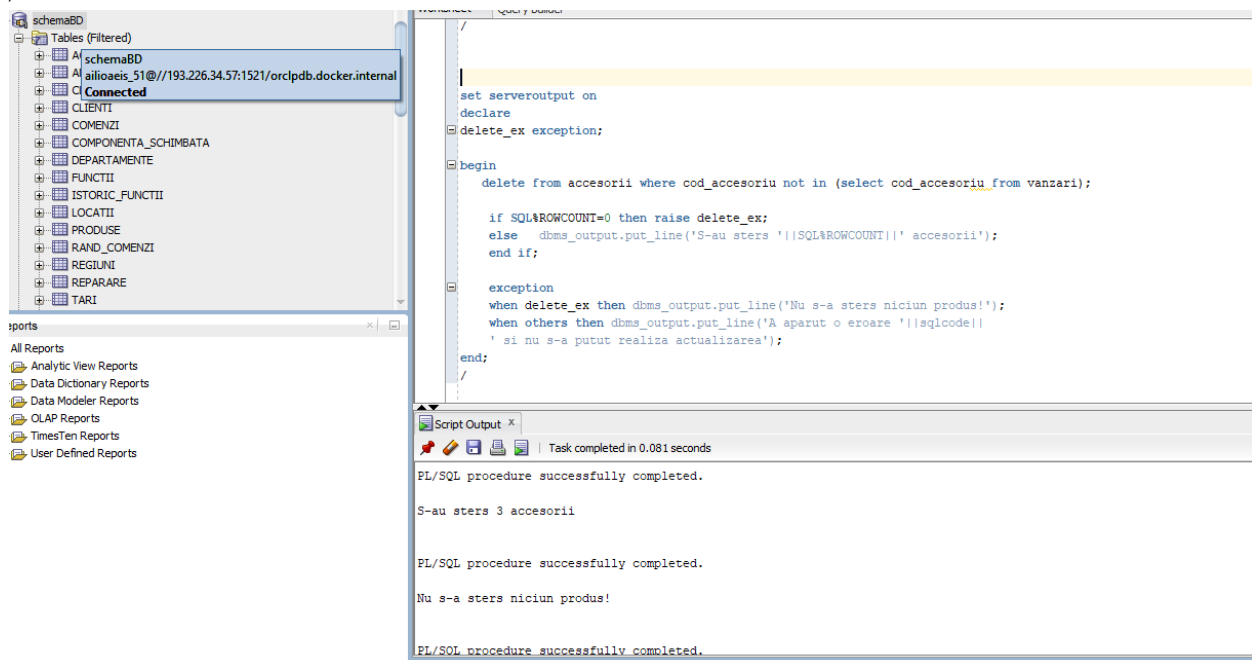 schemaBD
Tables (Filtered)
schemaBD
ailioaeis_51@//193.226.34.57:1521/orclpdb.docker.internal
Connected
CLIENTI
COMENZI
COMPONENTA_SCHIMBATA
DEPARTAMENTE
FUNCTII
ISTORIC_FUNCTII
LOCATII
PRODUSE
RAND_COMENZI
REGIUNI
REPARARE
TARI
All Reports
Analytic View Reports
Data Dictionary Reports
Data Modeler Reports
OLAP Reports
TimesTen Reports
User Defined Reports
Worksheet Query Builder
/
set serveroutput on
declare
delete_ex exception;
begin
delete from accesorii where cod_accesoriu not in (select cod_accesoriu from vanzari);
if SQL%ROWCOUNT=0 then raise delete_ex;
else dbms_output.put_line('S-au sters '||SQL%ROWCOUNT||' accesorii');
end if;
exception
when delete_ex then dbms_output.put_line('Nu s-a sters niciun produs!');
when others then dbms_output.put_line('A aparut o eroare '||sqlcode||
' si nu s-a putut realiza actualizarea');
end;
/
Script Output x
Task completed in 0.081 seconds
PL/SQL procedure successfully completed.
S-au sters 3 accesorii
PL/SQL procedure successfully completed.
Nu s-a sters niciun produs!
PL/SQL procedure successfully completed.